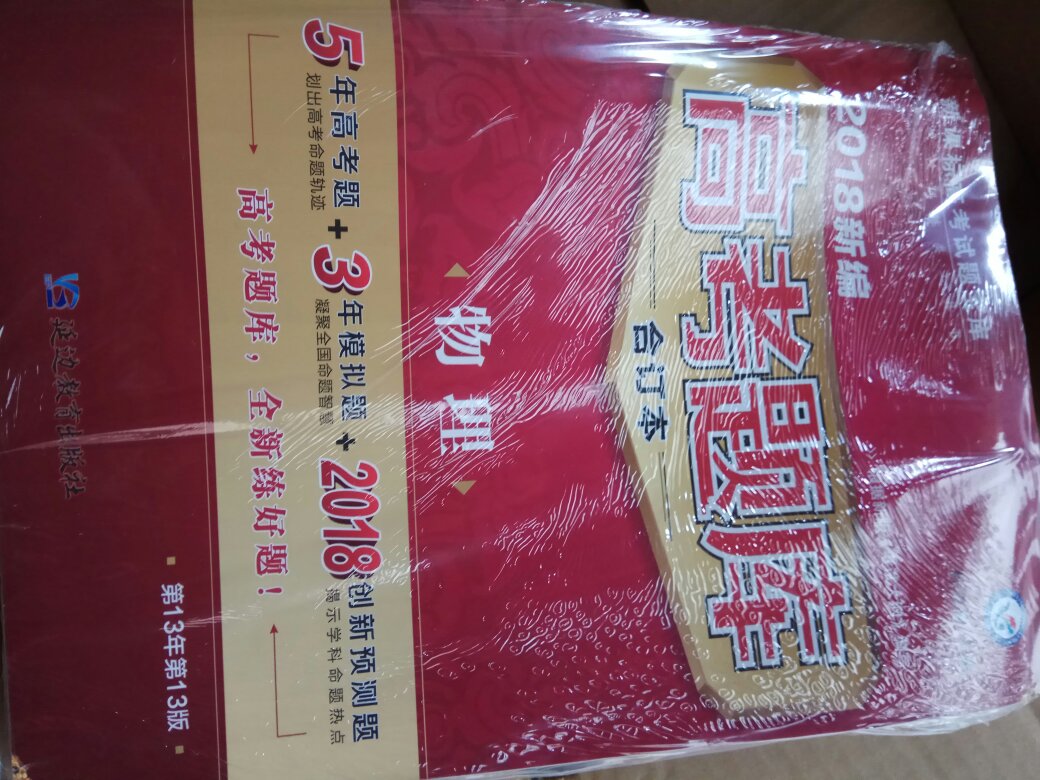 2018新编
高考题库
合订本
物理
5年高考题+3年模拟题+2018创新预测题
划出高考命题轨迹 凝聚全国命题智慧 揭示学科命题热点
高考题库，全新练好题！
第13年第13版
延边教育出版社